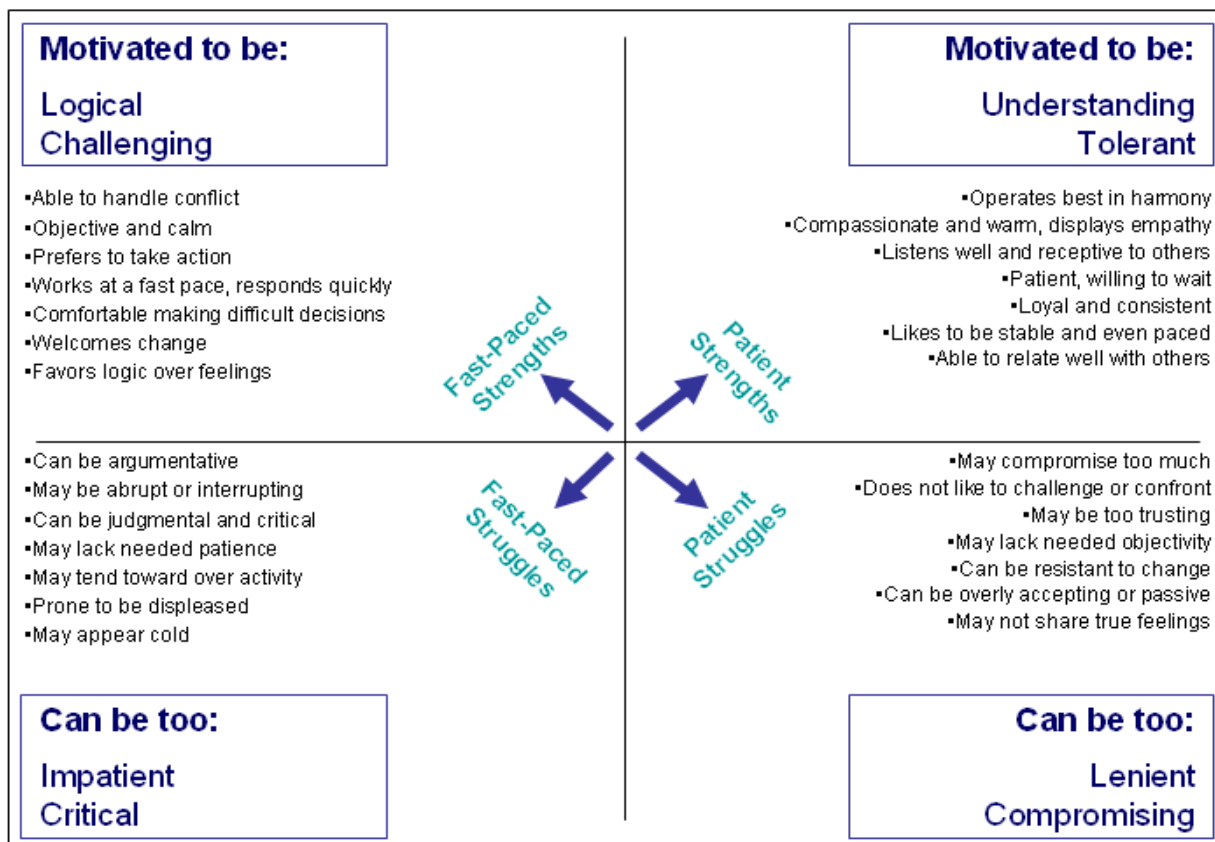 Motivated to be:
Logical
Challenging
▪Able to handle conflict
▪Objective and calm
▪Prefers to take action
▪Works at a fast pace, responds quickly
▪Comfortable making difficult decisions
▪Welcomes change
▪Favors logic over feelings
Fast-Paced
Strengths
Motivated to be:
Understanding
Tolerant
▪Operates best in harmony
▪Compassionate and warm, displays empathy
▪Listens well and receptive to others
▪Patient, willing to wait
▪Loyal and consistent
▪Likes to be stable and even paced
▪Able to relate well with others
Patient
Strengths
▪Can be argumentative
▪May be abrupt or interrupting
▪Can be judgmental and critical
▪May lack needed patience
▪May tend toward over activity
▪Prone to be displeased
▪May appear cold
Fast-Paced
Struggles
Can be too:
Impatient
Critical
▪May compromise too much
▪Does not like to challenge or confront
▪May be too trusting
▪May lack needed objectivity
▪Can be resistant to change
▪Can be overly accepting or passive
▪May not share true feelings
Patient
Struggles
Can be too:
Lenient
Compromising